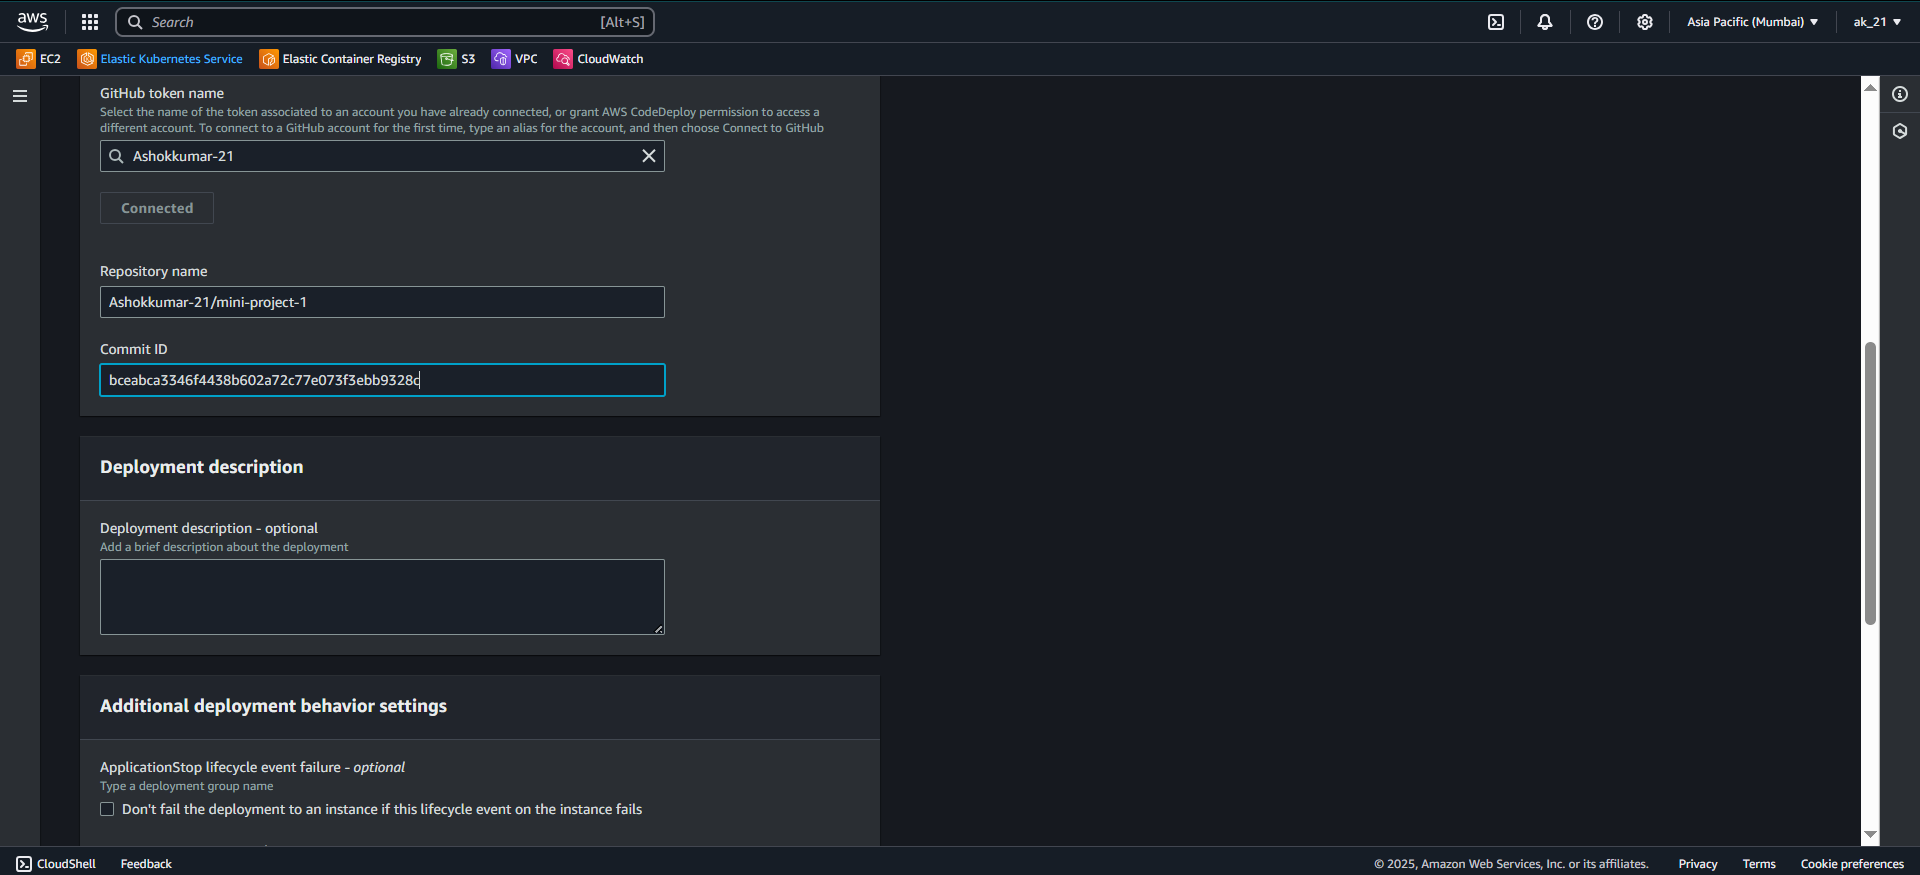 aws
Search [Alt+S]
Asia Pacific (Mumbai)
ak_21
EC2
Elastic Kubernetes Service
Elastic Container Registry
S3
VPC
CloudWatch
GitHub token name
Select the name of the token associated to an account you have already connected, or grant AWS CodeDeploy permission to access a
different account. To connect to a GitHub account for the first time, type an alias for the account, and then choose Connect to GitHub
Ashokkumar-21
Connected
Repository name
Ashokkumar-21/mini-project-1
Commit ID
bceabca3346f4438b602a72c77e073f3ebb9328c
Deployment description
Deployment description - optional
Add a brief description about the deployment
Additional deployment behavior settings
ApplicationStop lifecycle event failure - optional
Type a deployment group name
Don't fail the deployment to an instance if this lifecycle event on the instance fails
CloudShell
Feedback
© 2025, Amazon Web Services, Inc. or its affiliates.
Privacy
Terms
Cookie preferences